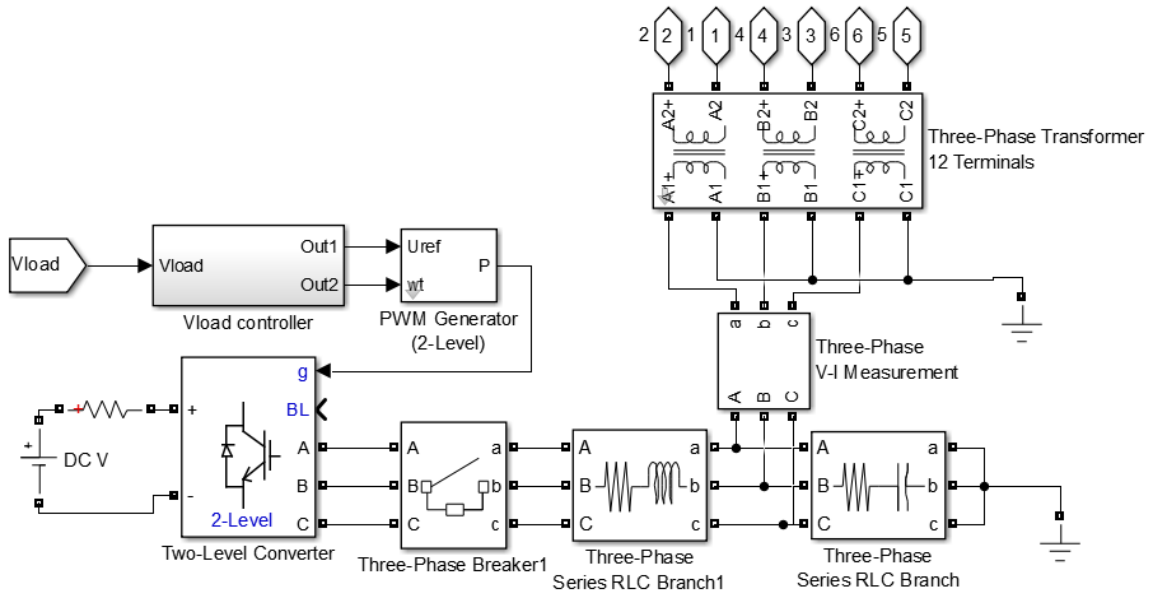 2 2 1 1 4 4 3 3 6 6 5 5
A2+ A2 B2+ B2 C2+ C2
A1+ A1 B1+ B1 C1+ C1
Three-Phase Transformer
12 Terminals
Vload
Vload
Out1
Out2
Vload controller
Uref
wt
P
PWM Generator
(2-Level)
a b c
A B C
Three-Phase
V-I Measurement
+
DC V
+
+
-
g
BL
A
B
C
2-Level
Two-Level Converter
A a
B b
C c
Three-Phase Breaker1
A a
B b
C c
Three-Phase
Series RLC Branch1
A a
B b
C c
Three-Phase
Series RLC Branch